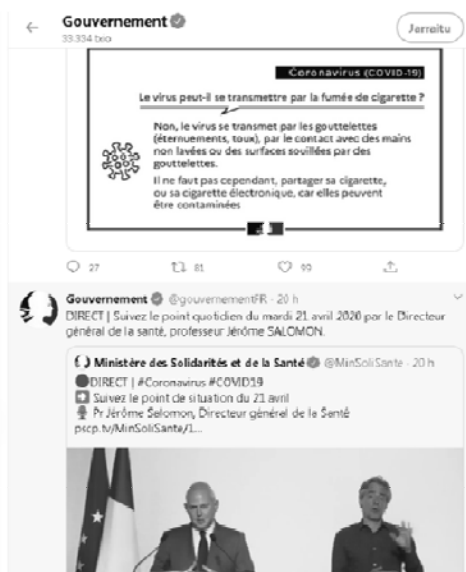 Gouvernement
33.334 txio
Jarraitu
Coronavirus (COVID-19)
Le virus peut-il se transmettre par la fumée de cigarette ?
Non, le virus se transmet par les gouttelettes
(éternuements, toux), par le contact avec des mains
non lavées ou des surfaces souillées par des
gouttelettes.
Il ne faut pas cependant, partager sa cigarette,
ou sa cigarette électronique, car elles peuvent
être contaminées
27 81 99
Gouvernement @gouvernementFR · 20 h
DIRECT | Suivez le point quotidien du mardi 21 avril 2020 par le Directeur
général de la santé, professeur Jérôme SALOMON.
Ministère des Solidarités et de la Santé @MinSoliSante · 20 h
DIRECT | #Coronavirus #COVID19
Suivez le point de situation du 21 avril
Pr Jérôme Salomon, Directeur général de la Santé
pscp.tv/MinSoliSante/1...